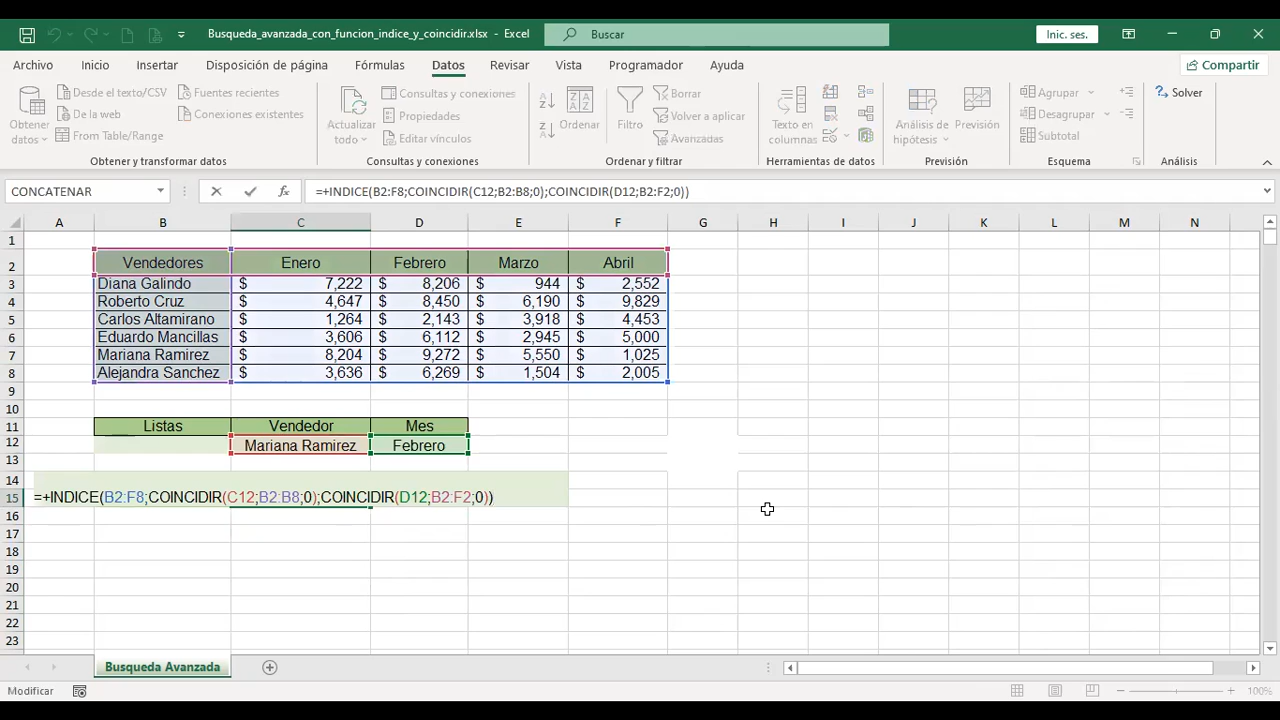 Busqueda_avanzada_con_funcion_indice_y_coincidir.xlsx - Excel
Buscar
Inic. ses.
Archivo Inicio Insertar Disposición de página Fórmulas Datos Revisar Vista Programador Ayuda Compartir
Obtener datos
Desde el texto/CSV
De la web
From Table/Range
Fuentes recientes
Conexiones existentes
Obtener y transformar datos
Actualizar todo
Consultas y conexiones
Propiedades
Editar vínculos
Consultas y conexiones
Ordenar
Filtro
Borrar
Volver a aplicar
Avanzadas
Ordenar y filtrar
Texto en columnas
Herramientas de datos
Análisis de hipótesis
Previsión
Previsión
Agrupar
Desagrupar
Subtotal
Esquema
Solver
Análisis
CONCATENAR fx =+INDICE(B2:F8;COINCIDIR(C12;B2:B8;0);COINCIDIR(D12;B2:F2;0))
A B C D E F G H I J K L M N
1
2 Vendedores Enero Febrero Marzo Abril
3 Diana Galindo $ 7,222 $ 8,206 $ 944 $ 2,552
4 Roberto Cruz $ 4,647 $ 8,450 $ 6,190 $ 9,829
5 Carlos Altamirano $ 1,264 $ 2,143 $ 3,918 $ 4,453
6 Eduardo Mancillas $ 3,606 $ 6,112 $ 2,945 $ 5,000
7 Mariana Ramirez $ 8,204 $ 9,272 $ 5,550 $ 1,025
8 Alejandra Sanchez $ 3,636 $ 6,269 $ 1,504 $ 2,005
9
10
11 Listas Vendedor Mes
12 Mariana Ramirez Febrero
13
14
15 =+INDICE(B2:F8;COINCIDIR(C12;B2:B8;0);COINCIDIR(D12;B2:F2;0))
16
17
18
19
20
21
22
23
Busqueda Avanzada
Modificar
100%